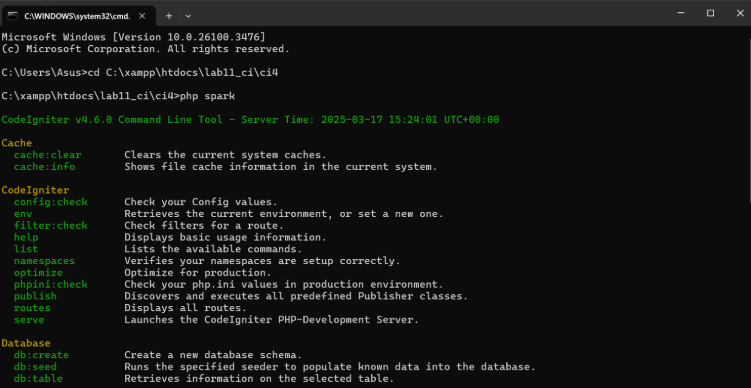 C:\WINDOWS\system32\cmd.
Microsoft Windows [Version 10.0.26100.3476]
(c) Microsoft Corporation. All rights reserved.
C:\Users\Asus>cd C:\xampp\htdocs\lab11_ci\ci4
C:\xampp\htdocs\lab11_ci\ci4>php spark
CodeIgniter v4.6.0 Command Line Tool - Server Time: 2025-03-17 15:24:01 UTC+00:00
Cache
cache:clear Clears the current system caches.
cache:info Shows file cache information in the current system.
CodeIgniter
config:check Check your Config values.
env Retrieves the current environment, or set a new one.
filter:check Check filters for a route.
help Displays basic usage information.
list Lists the available commands.
namespaces Verifies your namespaces are setup correctly.
optimize Optimize for production.
phpini:check Check your php.ini values in production environment.
publish Discovers and executes all predefined Publisher classes.
routes Displays all routes.
serve Launches the CodeIgniter PHP-Development Server.
Database
db:create Create a new database schema.
db:seed Runs the specified seeder to populate known data into the database.
db:table Retrieves information on the selected table.